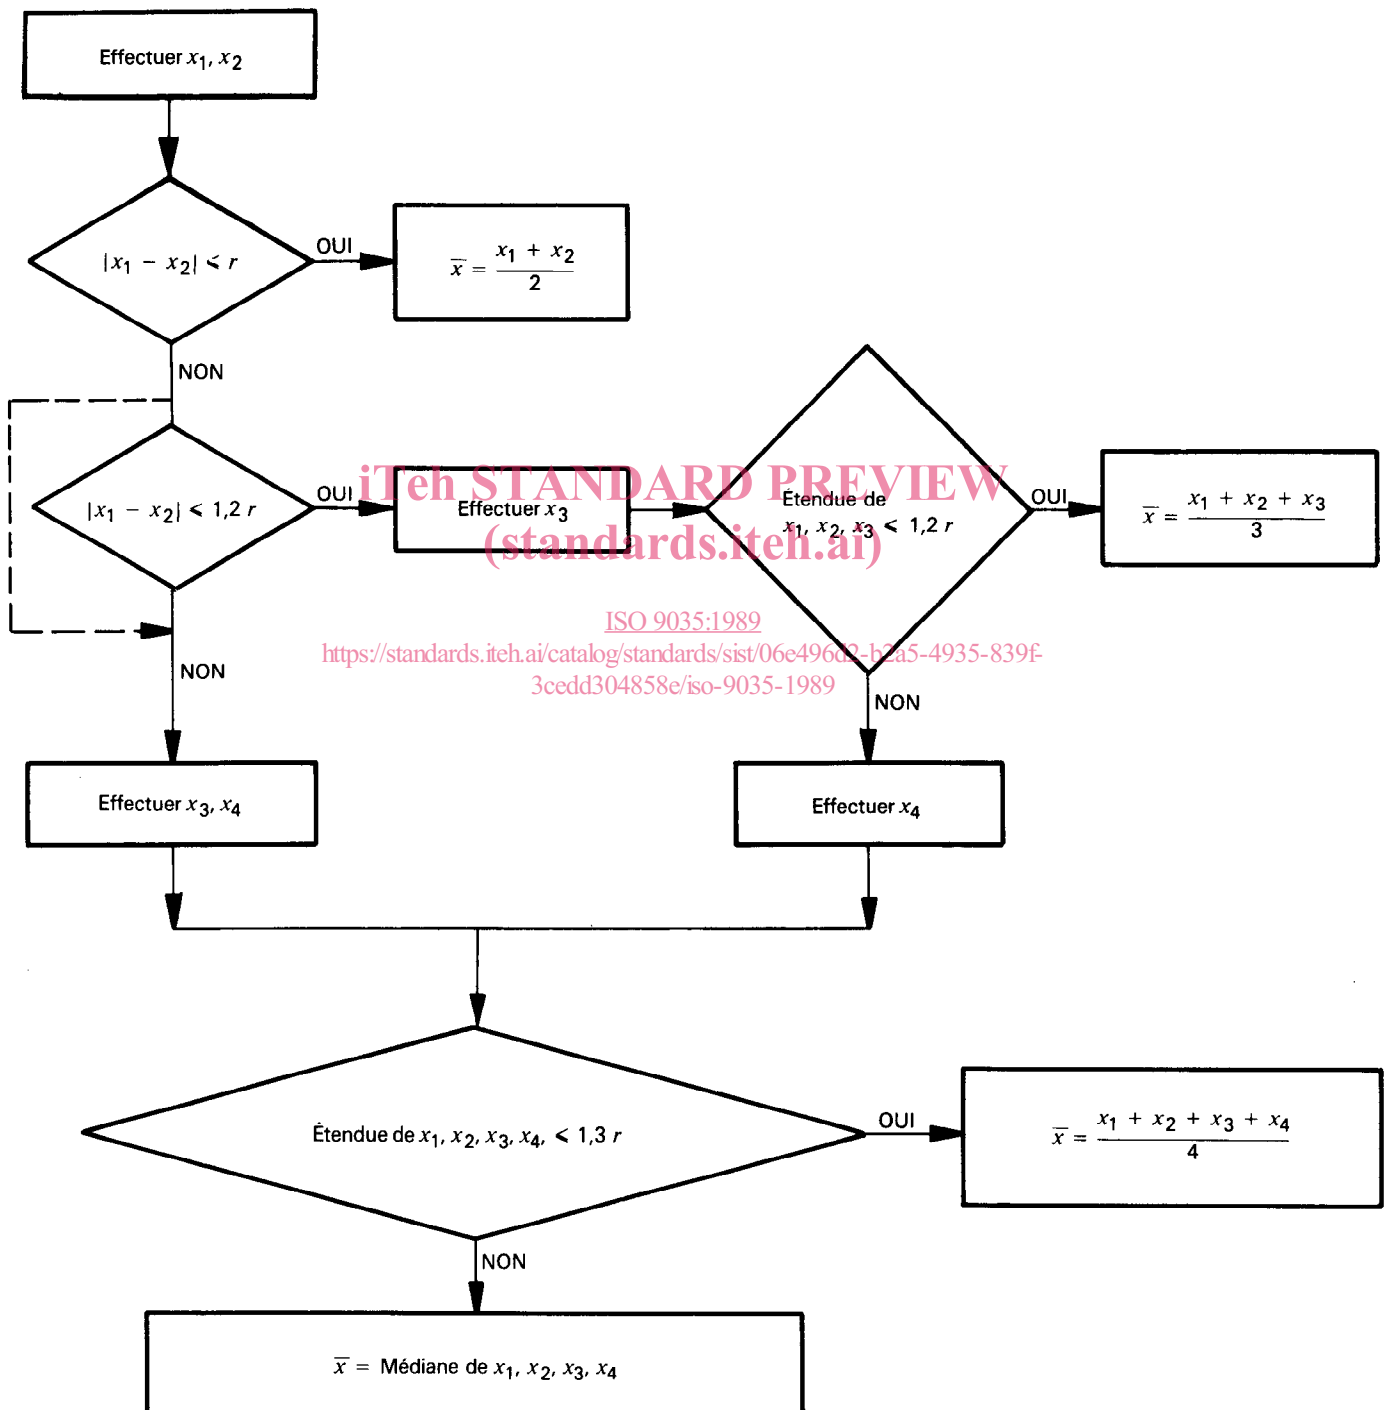 Effectuer x1, x2
|x1 − x2| ⩽ r
OUI
x̄ = (x1 + x2) / 2
NON
|x1 − x2| ⩽ 1,2 r
OUI
Effectuer x3
Étendue de
x1, x2, x3 ⩽ 1,2 r
OUI
x̄ = (x1 + x2 + x3) / 3
iTeh STANDARD PREVIEW
(standards.iteh.ai)
ISO 9035:1989
https://standards.iteh.ai/catalog/standards/sist/06e496d2-b2a5-4935-839f-
3cedd304858e/iso-9035-1989
NON
NON
Effectuer x3, x4
Effectuer x4
Étendue de x1, x2, x3, x4, ⩽ 1,3 r
OUI
x̄ = (x1 + x2 + x3 + x4) / 4
NON
x̄ = Médiane de x1, x2, x3, x4